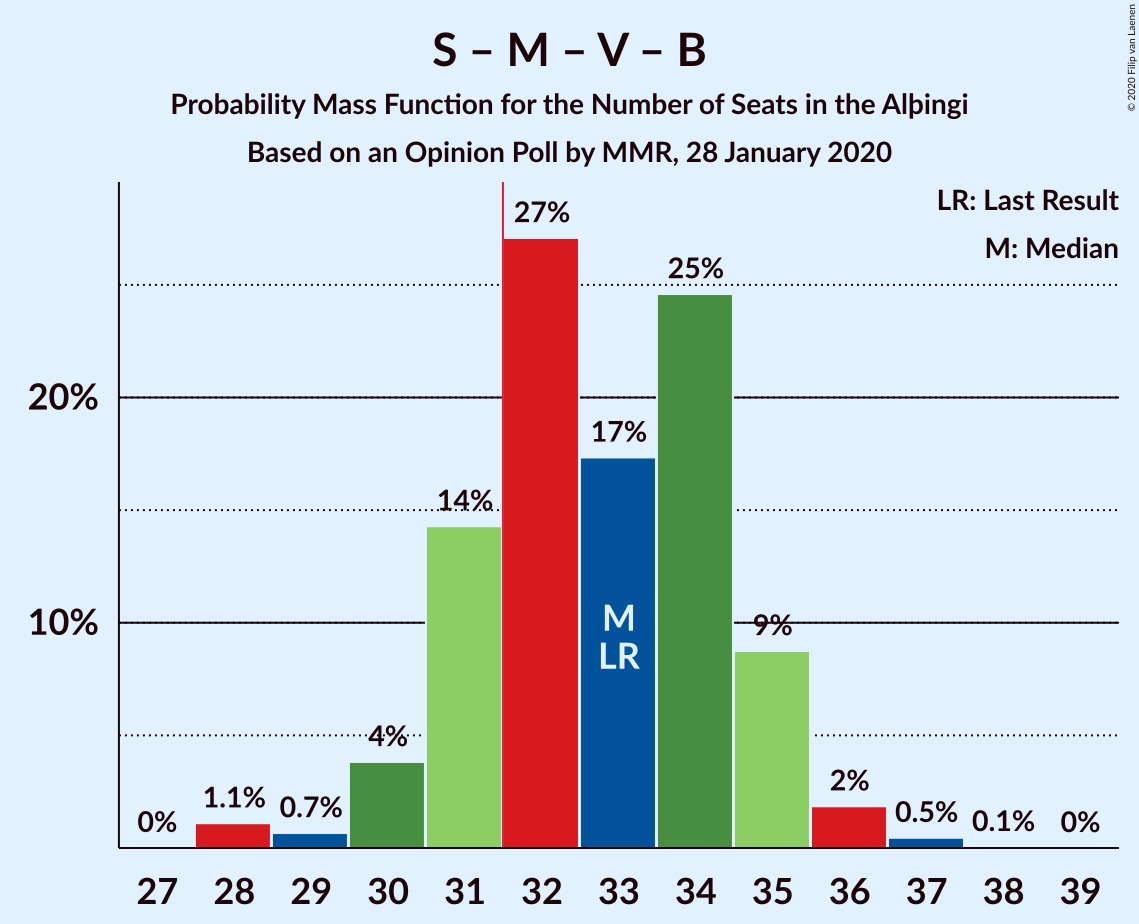 S – M – V – B
Probability Mass Function for the Number of Seats in the Alþingi
Based on an Opinion Poll by MMR, 28 January 2020
© 2020 Filip van Laenen
LR: Last Result
M: Median
20%
10%
0%
1.1%
0.7%
4%
14%
27%
17%
25%
9%
2%
0.5%
0.1%
0%
M
LR
27 28 29 30 31 32 33 34 35 36 37 38 39